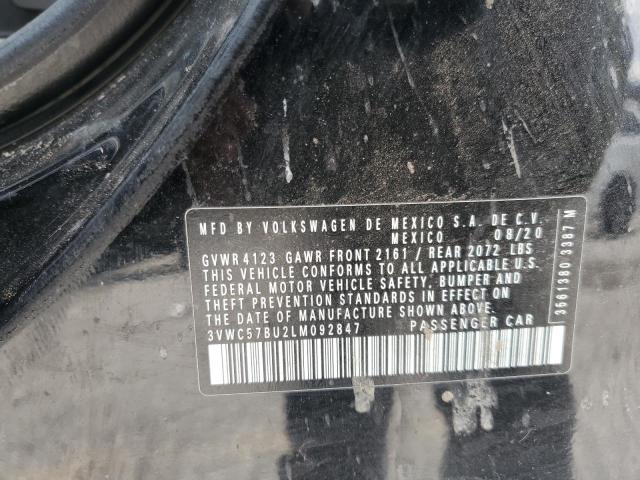 MFD BY VOLKSWAGEN DE MEXICO S.A. DE C.V.
MEXICO 08/20
GVWR 4123 GAWR FRONT 2161 / REAR 2072 LBS
THIS VEHICLE CONFORMS TO ALL APPLICABLE U.S.
FEDERAL MOTOR VEHICLE SAFETY, BUMPER AND
THEFT PREVENTION STANDARDS IN EFFECT ON
THE DATE OF MANUFACTURE SHOWN ABOVE.
3VWC57BU2LM092847 PASSENGER CAR
3561380 3387 M